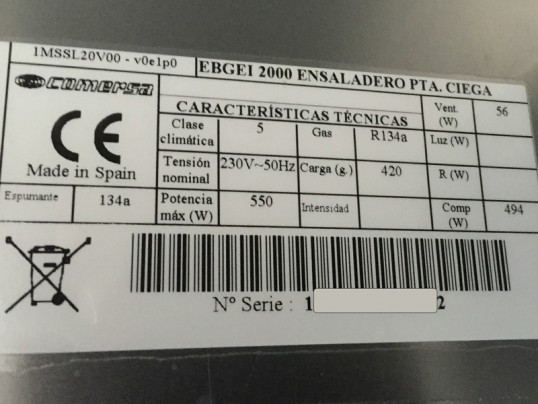 1MSSL20V00 - v0e1p0
EBGEI 2000 ENSALADERO PTA. CIEGA
comersa
CE
Made in Spain
CARACTERÍSTICAS TÉCNICAS
Vent. (W) 56
Clase climática 5 Gas R134a Luz (W)
Tensión nominal 230V~50Hz Carga (g.) 420 R (W)
Espumante 134a Potencia máx (W) 550 Intensidad Comp (W) 494
Nº Serie : 1 2